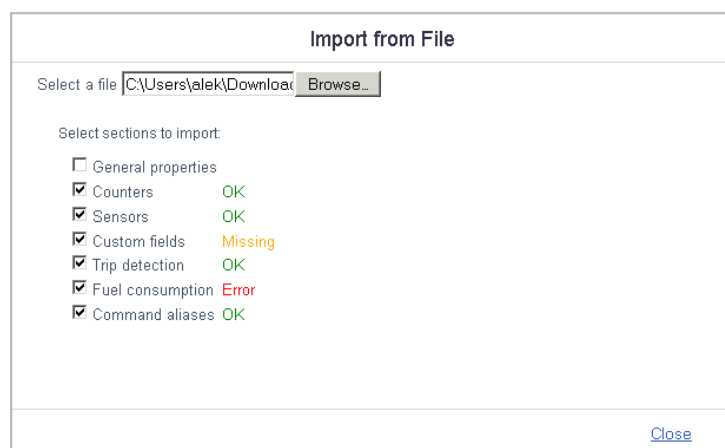 Import from File
Select a file C:\Users\alek\Downloac Browse...
Select sections to import:
General properties
Counters OK
Sensors OK
Custom fields Missing
Trip detection OK
Fuel consumption Error
Command aliases OK
Close